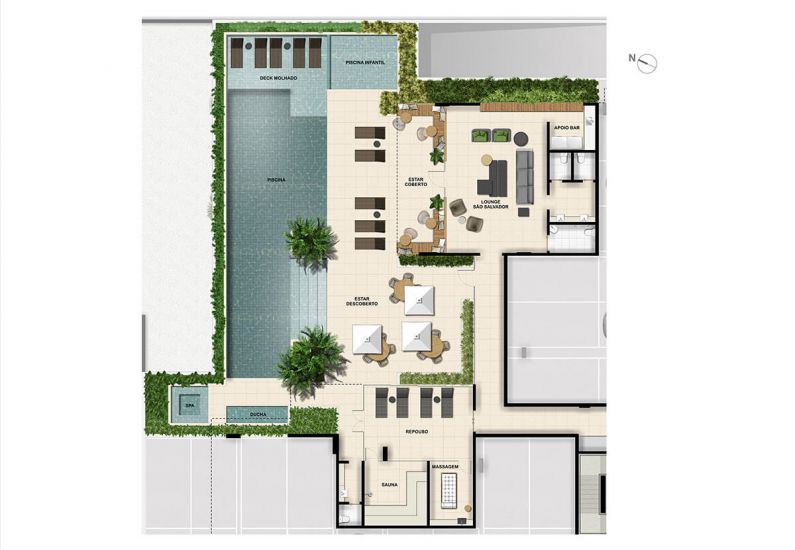 N
PISCINA INFANTIL
DECK MOLHADO
APOIO BAR
PISCINA
ESTAR
COBERTO
LOUNGE
SÃO SALVADOR
ESTAR
DESCOBERTO
SPA
DUCHA
REPOUSO
MASSAGEM
SAUNA